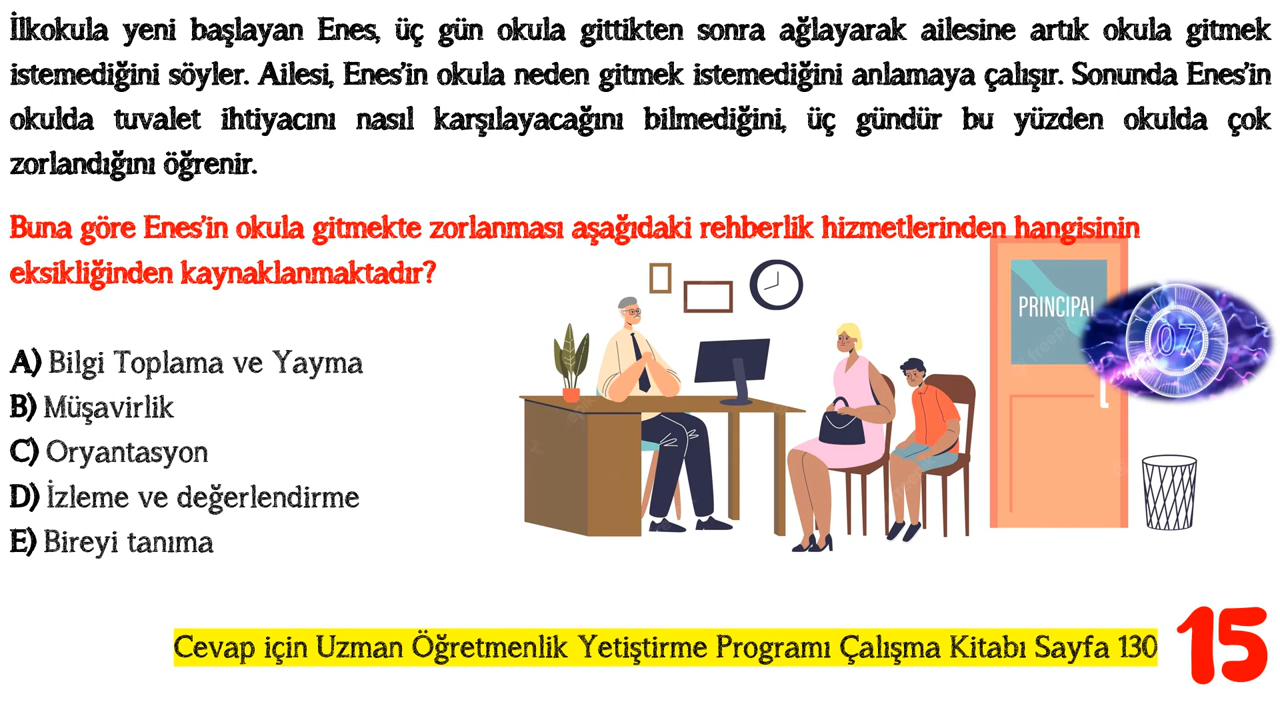 İlkokula yeni başlayan Enes, üç gün okula gittikten sonra ağlayarak ailesine artık okula gitmek
istemediğini söyler. Ailesi, Enes'in okula neden gitmek istemediğini anlamaya çalışır. Sonunda Enes'in
okulda tuvalet ihtiyacını nasıl karşılayacağını bilmediğini, üç gündür bu yüzden okulda çok
zorlandığını öğrenir.
Buna göre Enes'in okula gitmekte zorlanması aşağıdaki rehberlik hizmetlerinden hangisinin
eksikliğinden kaynaklanmaktadır?
PRINCIPAL
07
A) Bilgi Toplama ve Yayma
B) Müşavirlik
C) Oryantasyon
D) İzleme ve değerlendirme
E) Bireyi tanıma
Cevap için Uzman Öğretmenlik Yetiştirme Programı Çalışma Kitabı Sayfa 130
15